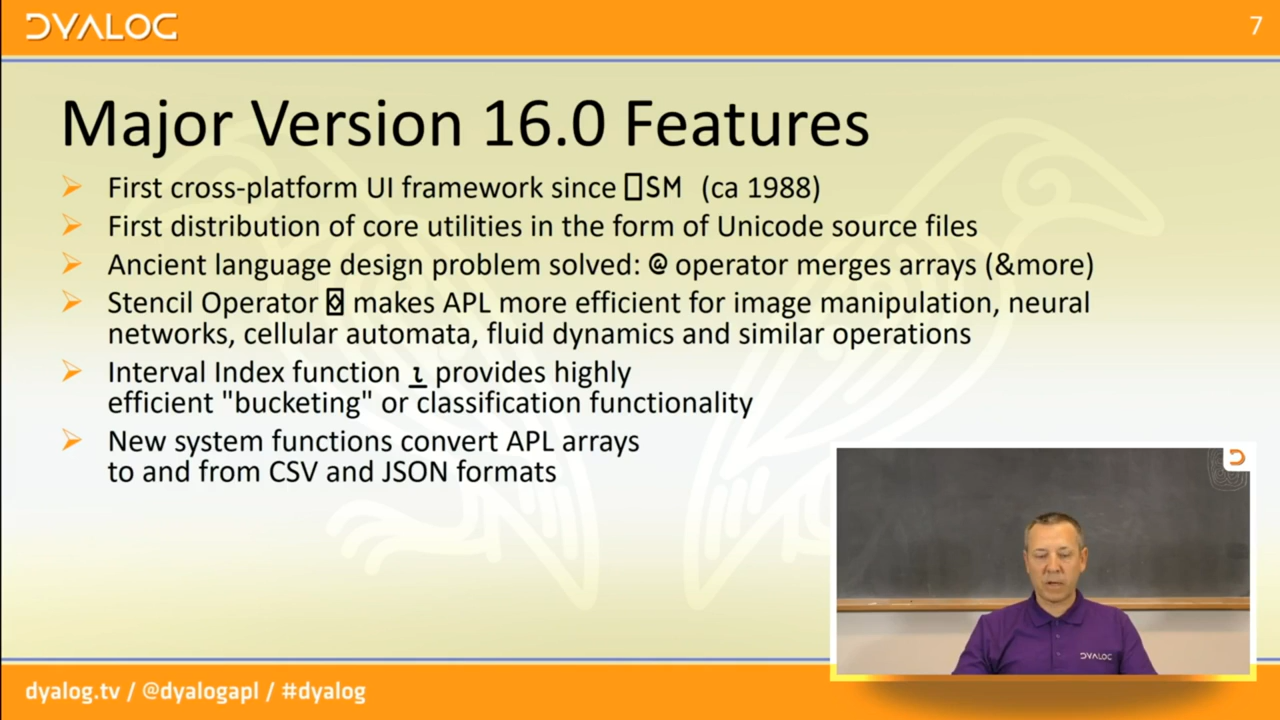 DYALOG
7
Major Version 16.0 Features
➢ First cross-platform UI framework since ⎕SM (ca 1988)
➢ First distribution of core utilities in the form of Unicode source files
➢ Ancient language design problem solved: @ operator merges arrays (&more)
➢ Stencil Operator ⌺ makes APL more efficient for image manipulation, neural
networks, cellular automata, fluid dynamics and similar operations
➢ Interval Index function ⍸ provides highly
efficient "bucketing" or classification functionality
➢ New system functions convert APL arrays
to and from CSV and JSON formats
DYALOG
dyalog.tv / @dyalogapl / #dyalog